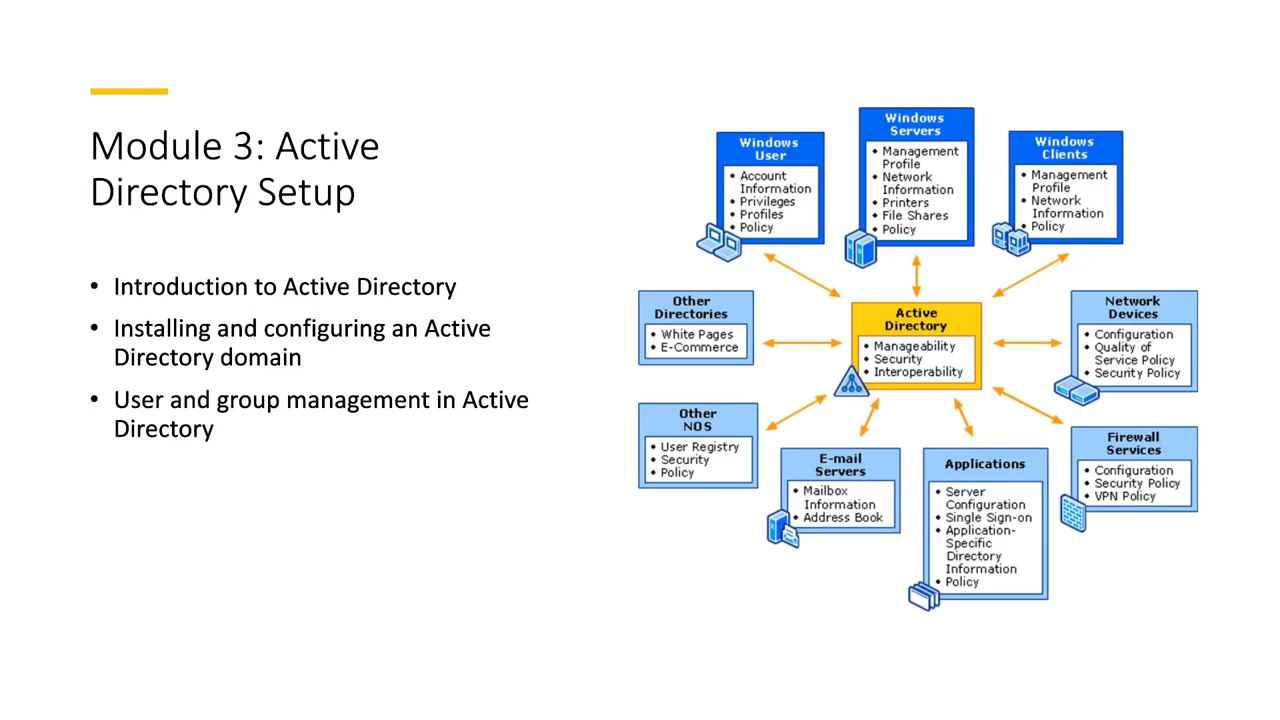 Module 3: Active
Directory Setup
• Introduction to Active Directory
• Installing and configuring an Active
Directory domain
• User and group management in Active
Directory
Windows
User
• Account
Information
• Privileges
• Profiles
• Policy
Windows
Servers
• Management
Profile
• Network
Information
• Printers
• File Shares
• Policy
Windows
Clients
• Management
Profile
• Network
Information
• Policy
Other
Directories
• White Pages
• E-Commerce
Active
Directory
• Manageability
• Security
• Interoperability
Network
Devices
• Configuration
• Quality of
Service Policy
• Security Policy
Other
NOS
• User Registry
• Security
• Policy
E-mail
Servers
• Mailbox
Information
• Address Book
Applications
• Server
Configuration
• Single Sign-on
• Application-
Specific
Directory
Information
• Policy
Firewall
Services
• Configuration
• Security Policy
• VPN Policy